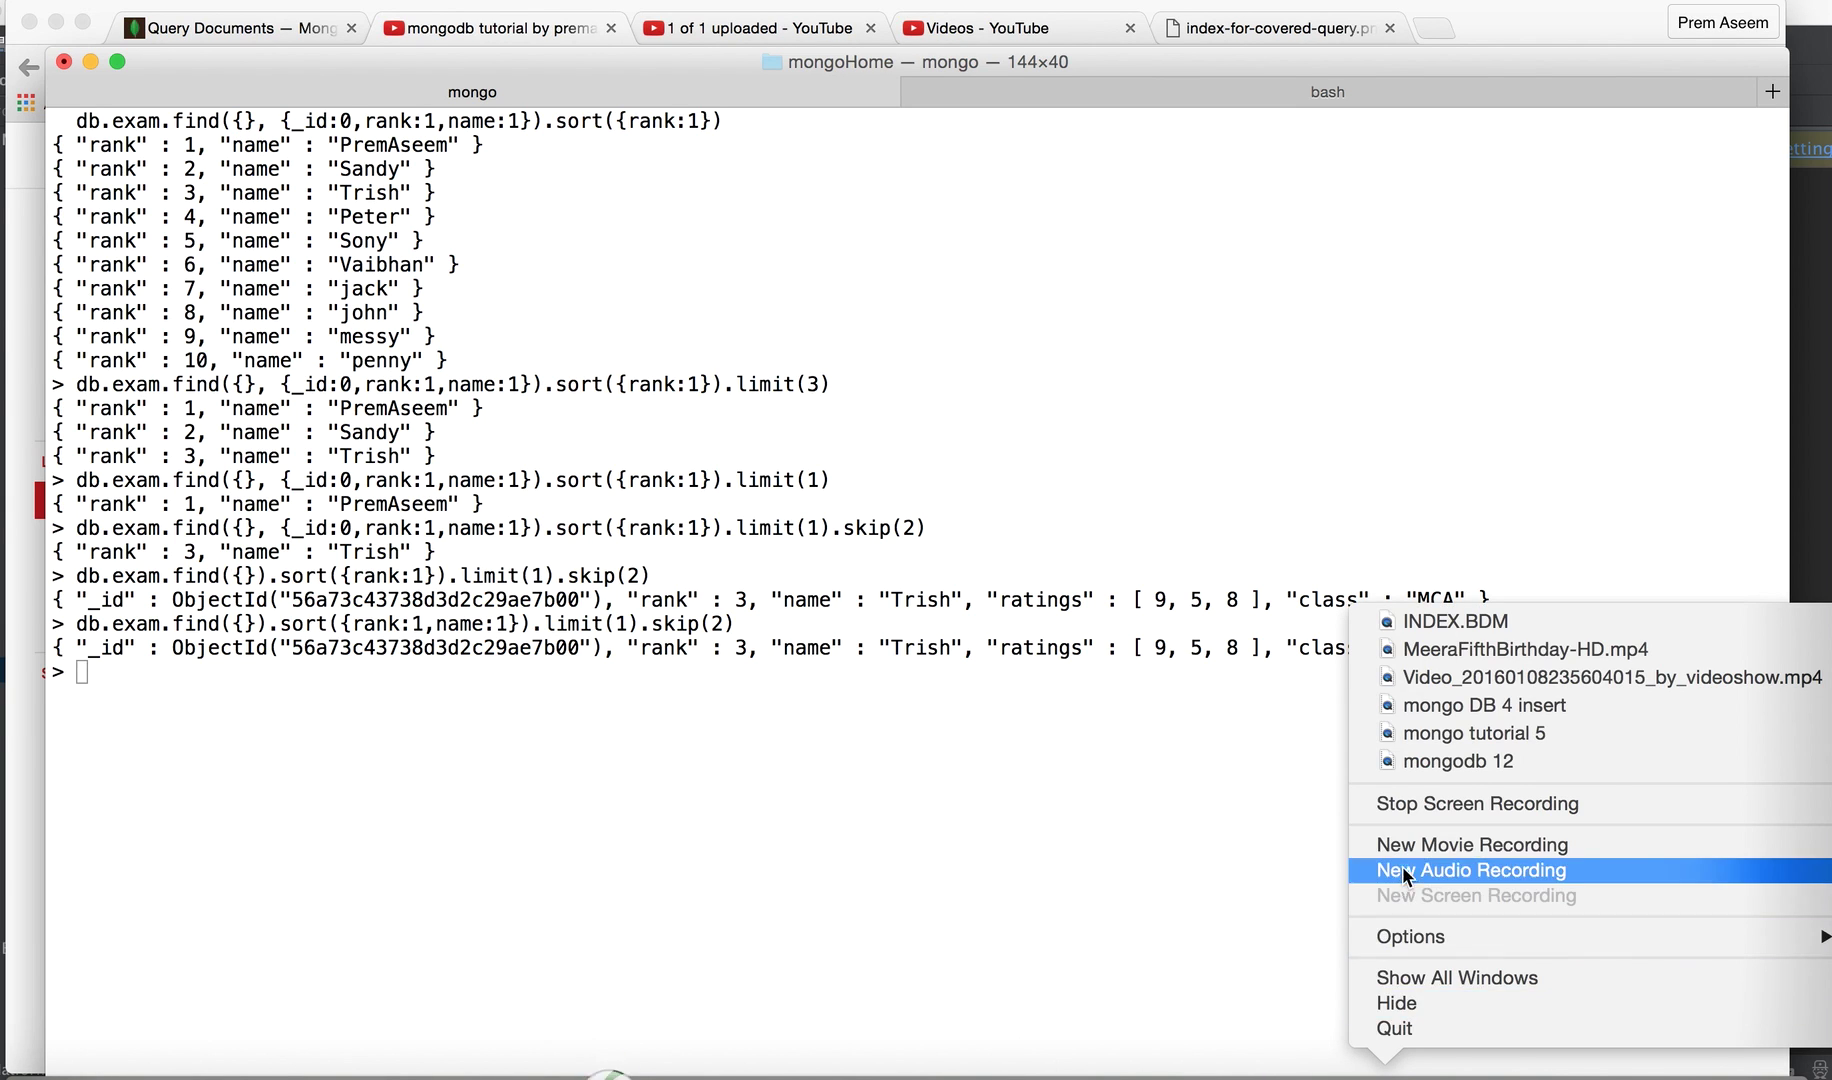 Query Documents — Mong
mongodb tutorial by prema
1 of 1 uploaded - YouTube
Videos - YouTube
index-for-covered-query.pr
Prem Aseem
mongoHome — mongo — 144×40
mongo
bash
db.exam.find({}, {_id:0,rank:1,name:1}).sort({rank:1})
{ "rank" : 1, "name" : "PremAseem" }
{ "rank" : 2, "name" : "Sandy" }
{ "rank" : 3, "name" : "Trish" }
{ "rank" : 4, "name" : "Peter" }
{ "rank" : 5, "name" : "Sony" }
{ "rank" : 6, "name" : "Vaibhan" }
{ "rank" : 7, "name" : "jack" }
{ "rank" : 8, "name" : "john" }
{ "rank" : 9, "name" : "messy" }
{ "rank" : 10, "name" : "penny" }
> db.exam.find({}, {_id:0,rank:1,name:1}).sort({rank:1}).limit(3)
{ "rank" : 1, "name" : "PremAseem" }
{ "rank" : 2, "name" : "Sandy" }
{ "rank" : 3, "name" : "Trish" }
> db.exam.find({}, {_id:0,rank:1,name:1}).sort({rank:1}).limit(1)
{ "rank" : 1, "name" : "PremAseem" }
> db.exam.find({}, {_id:0,rank:1,name:1}).sort({rank:1}).limit(1).skip(2)
{ "rank" : 3, "name" : "Trish" }
> db.exam.find({}).sort({rank:1}).limit(1).skip(2)
{ "_id" : ObjectId("56a73c43738d3d2c29ae7b00"), "rank" : 3, "name" : "Trish", "ratings" : [ 9, 5, 8 ], "class" : "MCA" }
> db.exam.find({}).sort({rank:1,name:1}).limit(1).skip(2)
{ "_id" : ObjectId("56a73c43738d3d2c29ae7b00"), "rank" : 3, "name" : "Trish", "ratings" : [ 9, 5, 8 ], "clas
>
etting
INDEX.BDM
MeeraFifthBirthday-HD.mp4
Video_20160108235604015_by_videoshow.mp4
mongo DB 4 insert
mongo tutorial 5
mongodb 12
Stop Screen Recording
New Movie Recording
New Audio Recording
New Screen Recording
Options
Show All Windows
Hide
Quit